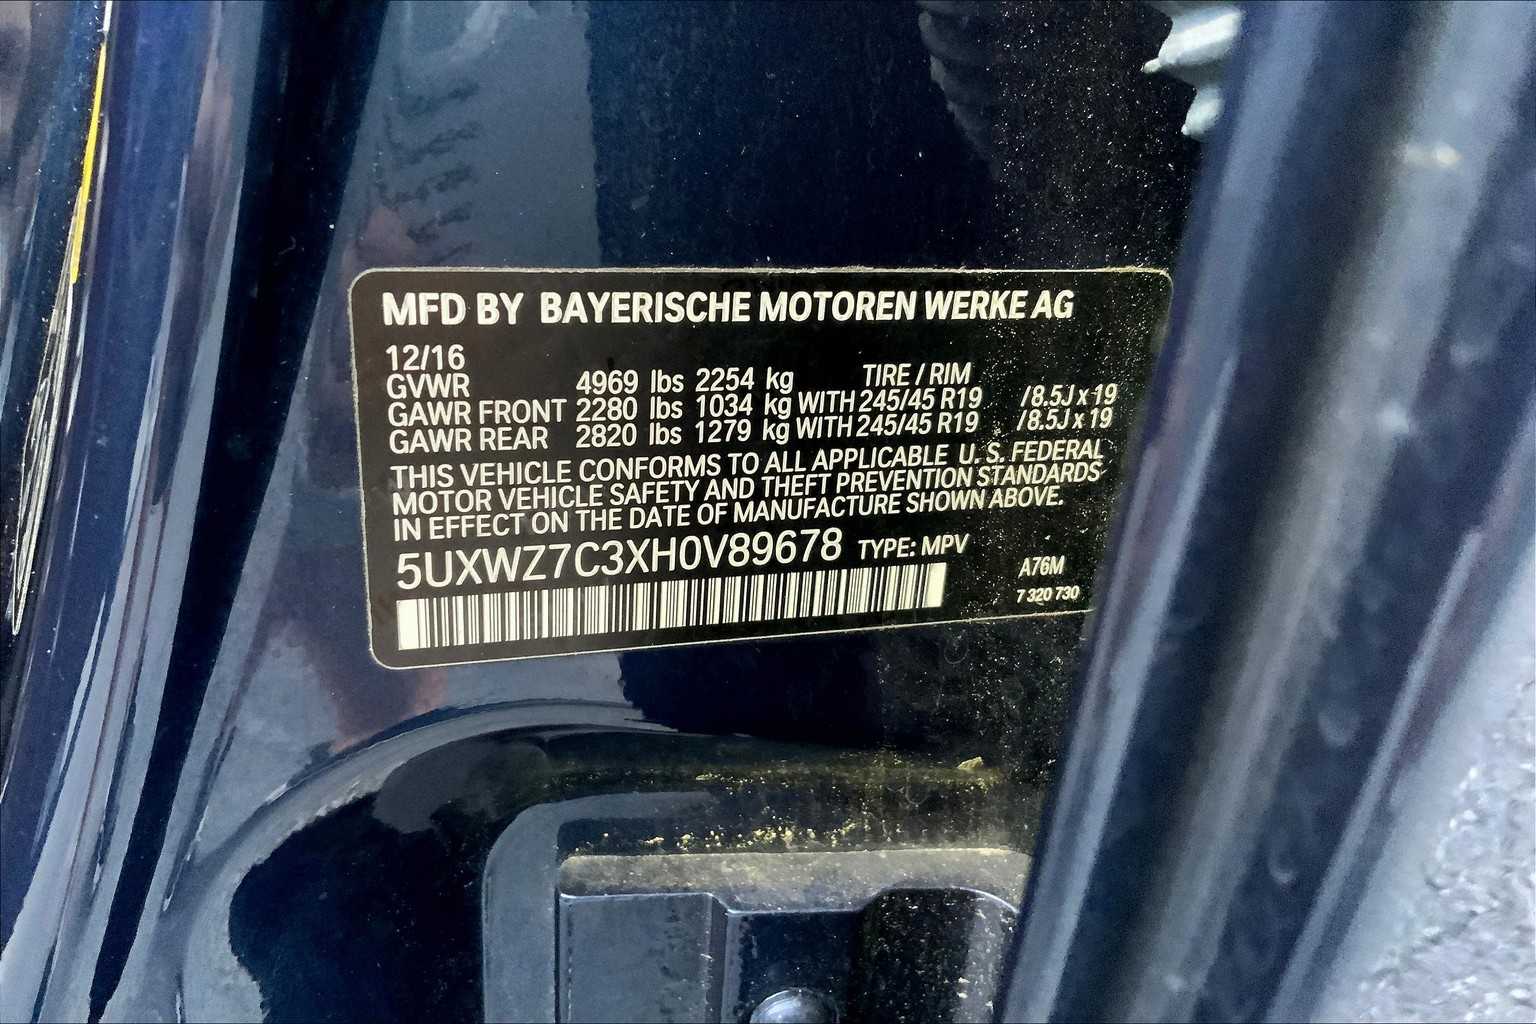 MFD BY BAYERISCHE MOTOREN WERKE AG
12/16
GVWR 4969 lbs 2254 kg TIRE / RIM
GAWR FRONT 2280 lbs 1034 kg WITH 245/45 R19 /8.5J x 19
GAWR REAR 2820 lbs 1279 kg WITH 245/45 R19 /8.5J x 19
THIS VEHICLE CONFORMS TO ALL APPLICABLE U. S. FEDERAL
MOTOR VEHICLE SAFETY AND THEFT PREVENTION STANDARDS
IN EFFECT ON THE DATE OF MANUFACTURE SHOWN ABOVE.
5UXWZ7C3XH0V89678 TYPE: MPV
A76M
7 320 730